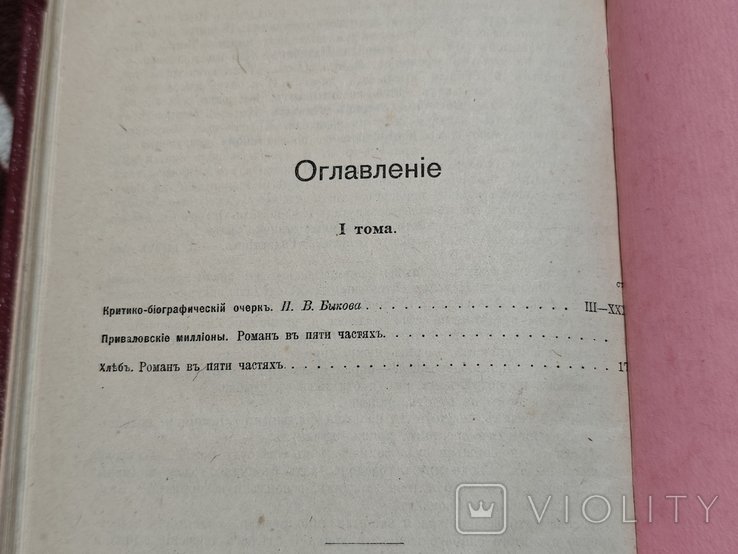 Оглавленіе
I тома.
Критико-біографическій очеркъ. П. В. Быкова III—XXI
Приваловскіе милліоны. Романъ въ пяти частяхъ.
Хлѣбъ. Романъ въ пяти частяхъ. 17
VIOLITY